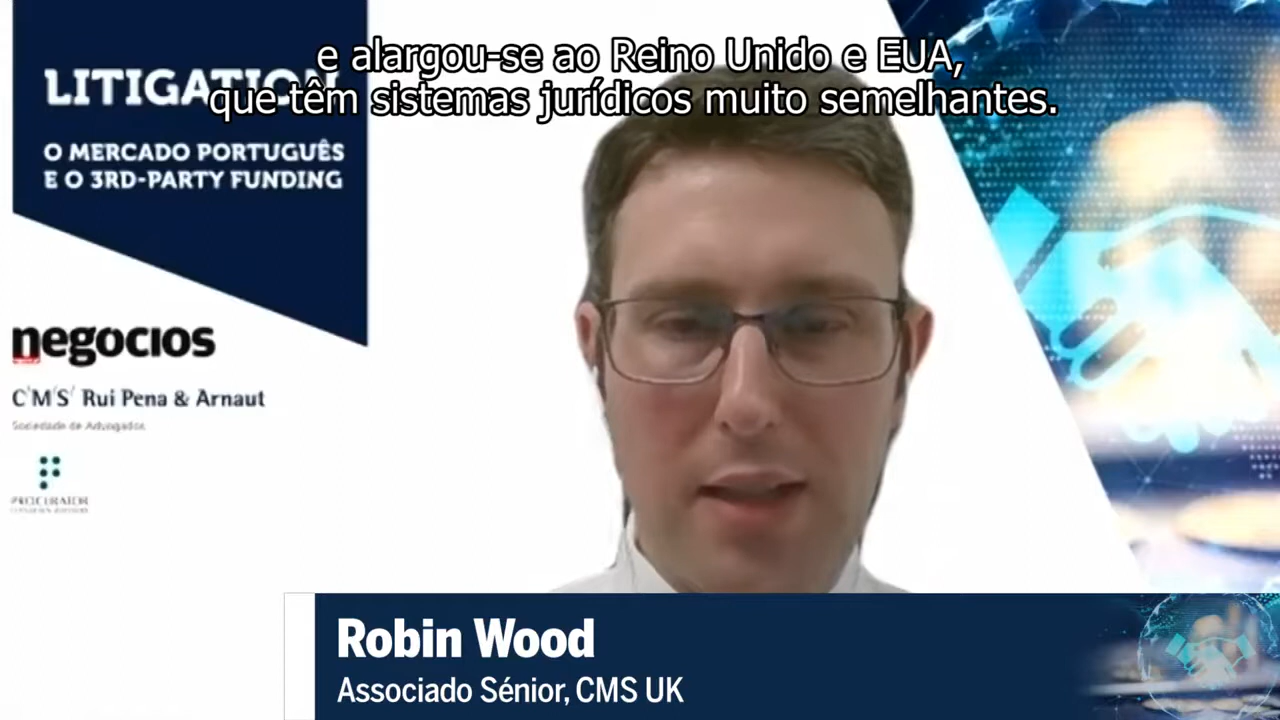 e alargou-se ao Reino Unido e EUA,
que têm sistemas jurídicos muito semelhantes.
LITIGATION
O MERCADO PORTUGUÊS
E O 3RD-PARTY FUNDING
negocios
C'M'S' Rui Pena & Arnaut
Sociedade de Advogados
PROCURATOR
Robin Wood
Associado Sénior, CMS UK